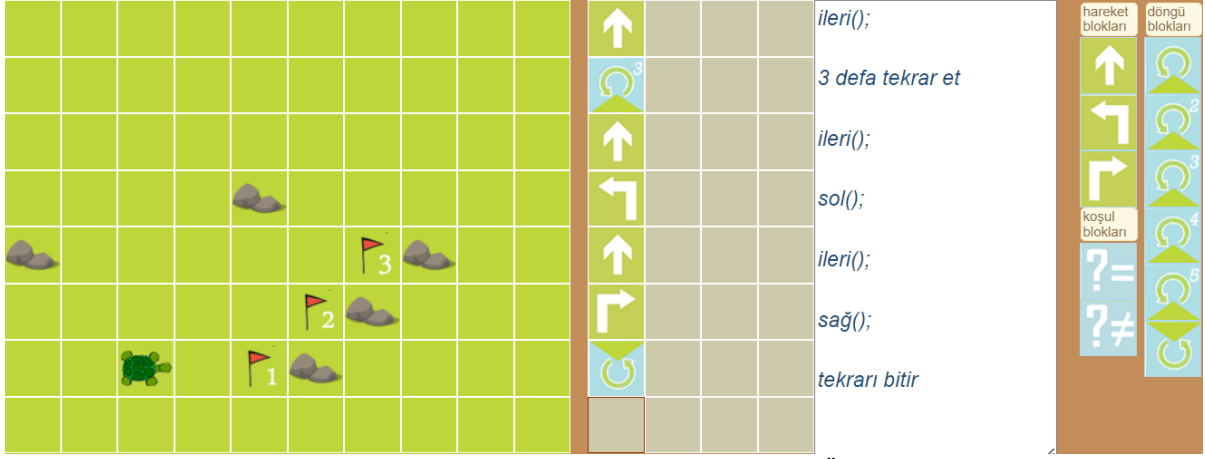 ileri();
3
3 defa tekrar et
ileri();
sol();
ileri();
3
2
sağ();
1
tekrarı bitir
hareket
blokları
döngü
blokları
2
3
koşul
blokları
4
?=
5
?≠